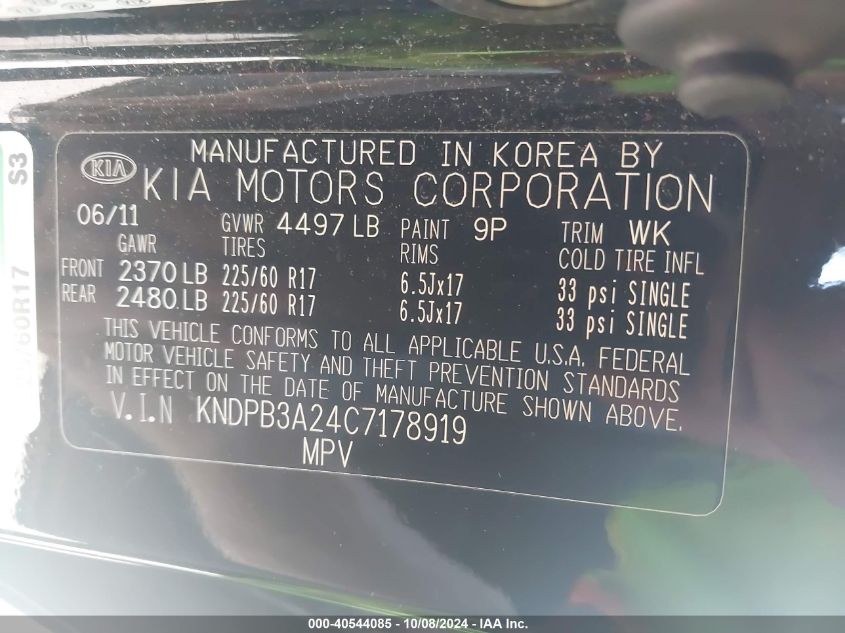 MANUFACTURED IN KOREA BY
KIA KIA MOTORS CORPORATION
06/11 GVWR 4497 LB PAINT 9P TRIM WK
GAWR TIRES RIMS COLD TIRE INFL
FRONT 2370 LB 225/60 R17 6.5Jx17 33 psi SINGLE
REAR 2480.LB 225/60 R17 6.5Jx17 33 psi SINGLE
THIS VEHICLE CONFORMS TO ALL APPLICABLE U.S.A. FEDERAL
MOTOR VEHICLE SAFETY AND THEFT PREVENTION STANDARDS
IN EFFECT ON THE DATE OF MANUFACTURE SHOWN ABOVE.
V.I.N KNDPB3A24C7178919
MPV
S3
000-40544085 - 10/08/2024 - IAA Inc.